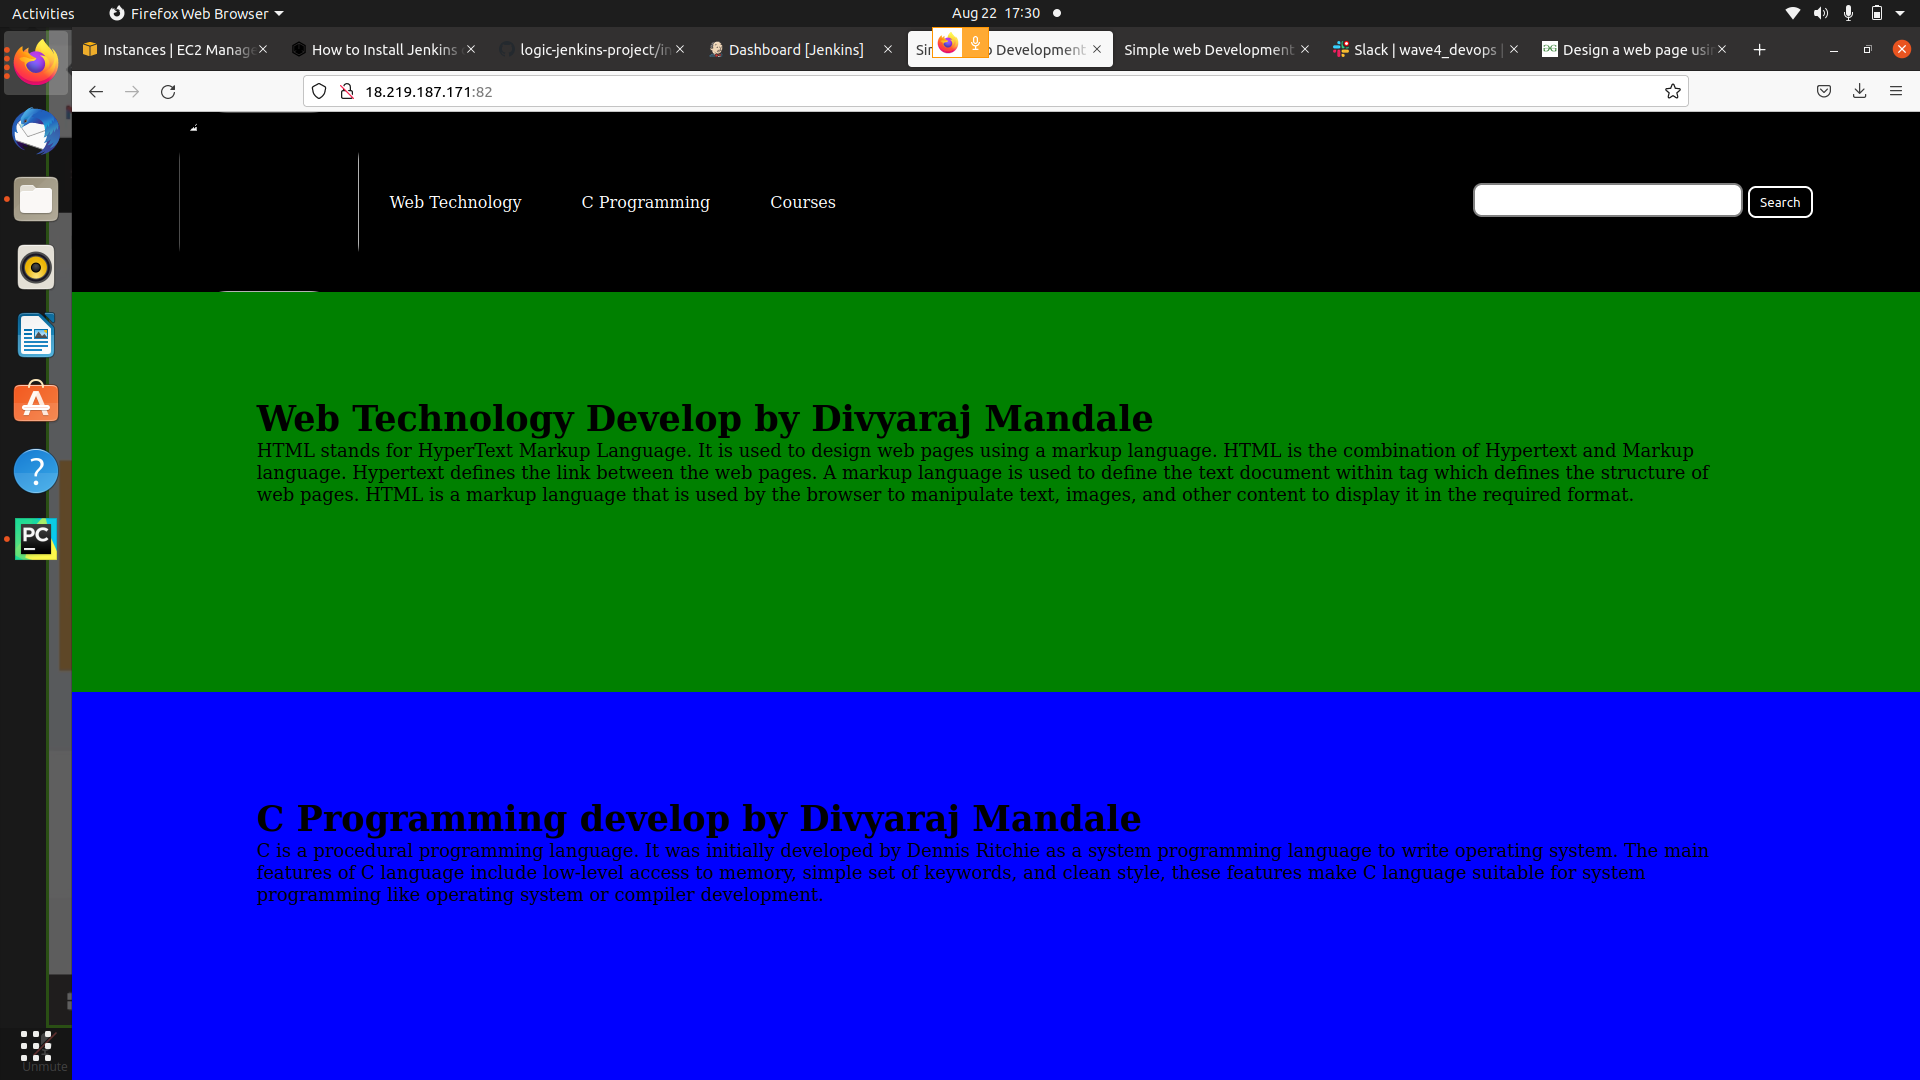 Activities
Firefox Web Browser
Aug 22 17:30
Instances | EC2 Manage
How to Install Jenkins
logic-jenkins-project/in
Dashboard [Jenkins]
Development
Simple web Development
Slack | wave4_devops |
Design a web page usin
18.219.187.171:82
Web Technology
C Programming
Courses
Search
Web Technology Develop by Divyaraj Mandale
HTML stands for HyperText Markup Language. It is used to design web pages using a markup language. HTML is the combination of Hypertext and Markup
language. Hypertext defines the link between the web pages. A markup language is used to define the text document within tag which defines the structure of
web pages. HTML is a markup language that is used by the browser to manipulate text, images, and other content to display it in the required format.
C Programming develop by Divyaraj Mandale
C is a procedural programming language. It was initially developed by Dennis Ritchie as a system programming language to write operating system. The main
features of C language include low-level access to memory, simple set of keywords, and clean style, these features make C language suitable for system
programming like operating system or compiler development.
PC
Unmute